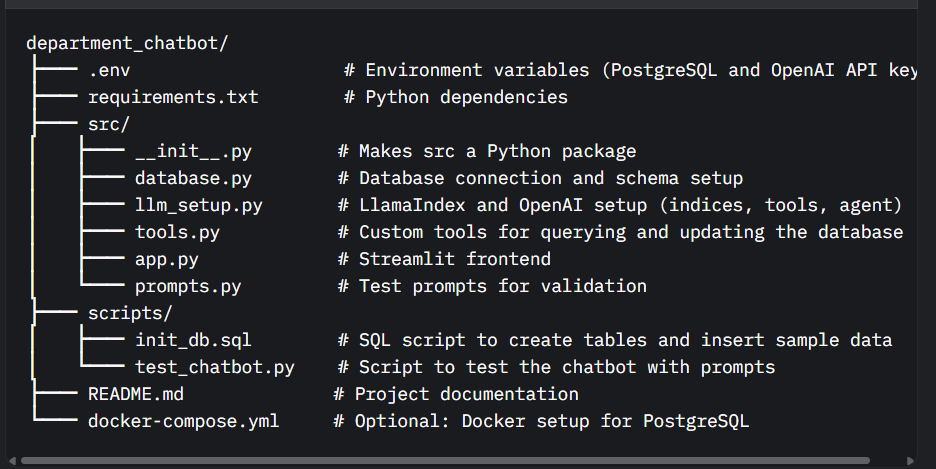 department_chatbot/
├── .env                    # Environment variables (PostgreSQL and OpenAI API key
├── requirements.txt        # Python dependencies
├── src/
│   ├── __init__.py        # Makes src a Python package
│   ├── database.py        # Database connection and schema setup
│   ├── llm_setup.py       # LlamaIndex and OpenAI setup (indices, tools, agent)
│   ├── tools.py           # Custom tools for querying and updating the database
│   ├── app.py             # Streamlit frontend
│   └── prompts.py         # Test prompts for validation
├── scripts/
│   ├── init_db.sql        # SQL script to create tables and insert sample data
│   └── test_chatbot.py    # Script to test the chatbot with prompts
├── README.md              # Project documentation
└── docker-compose.yml     # Optional: Docker setup for PostgreSQL